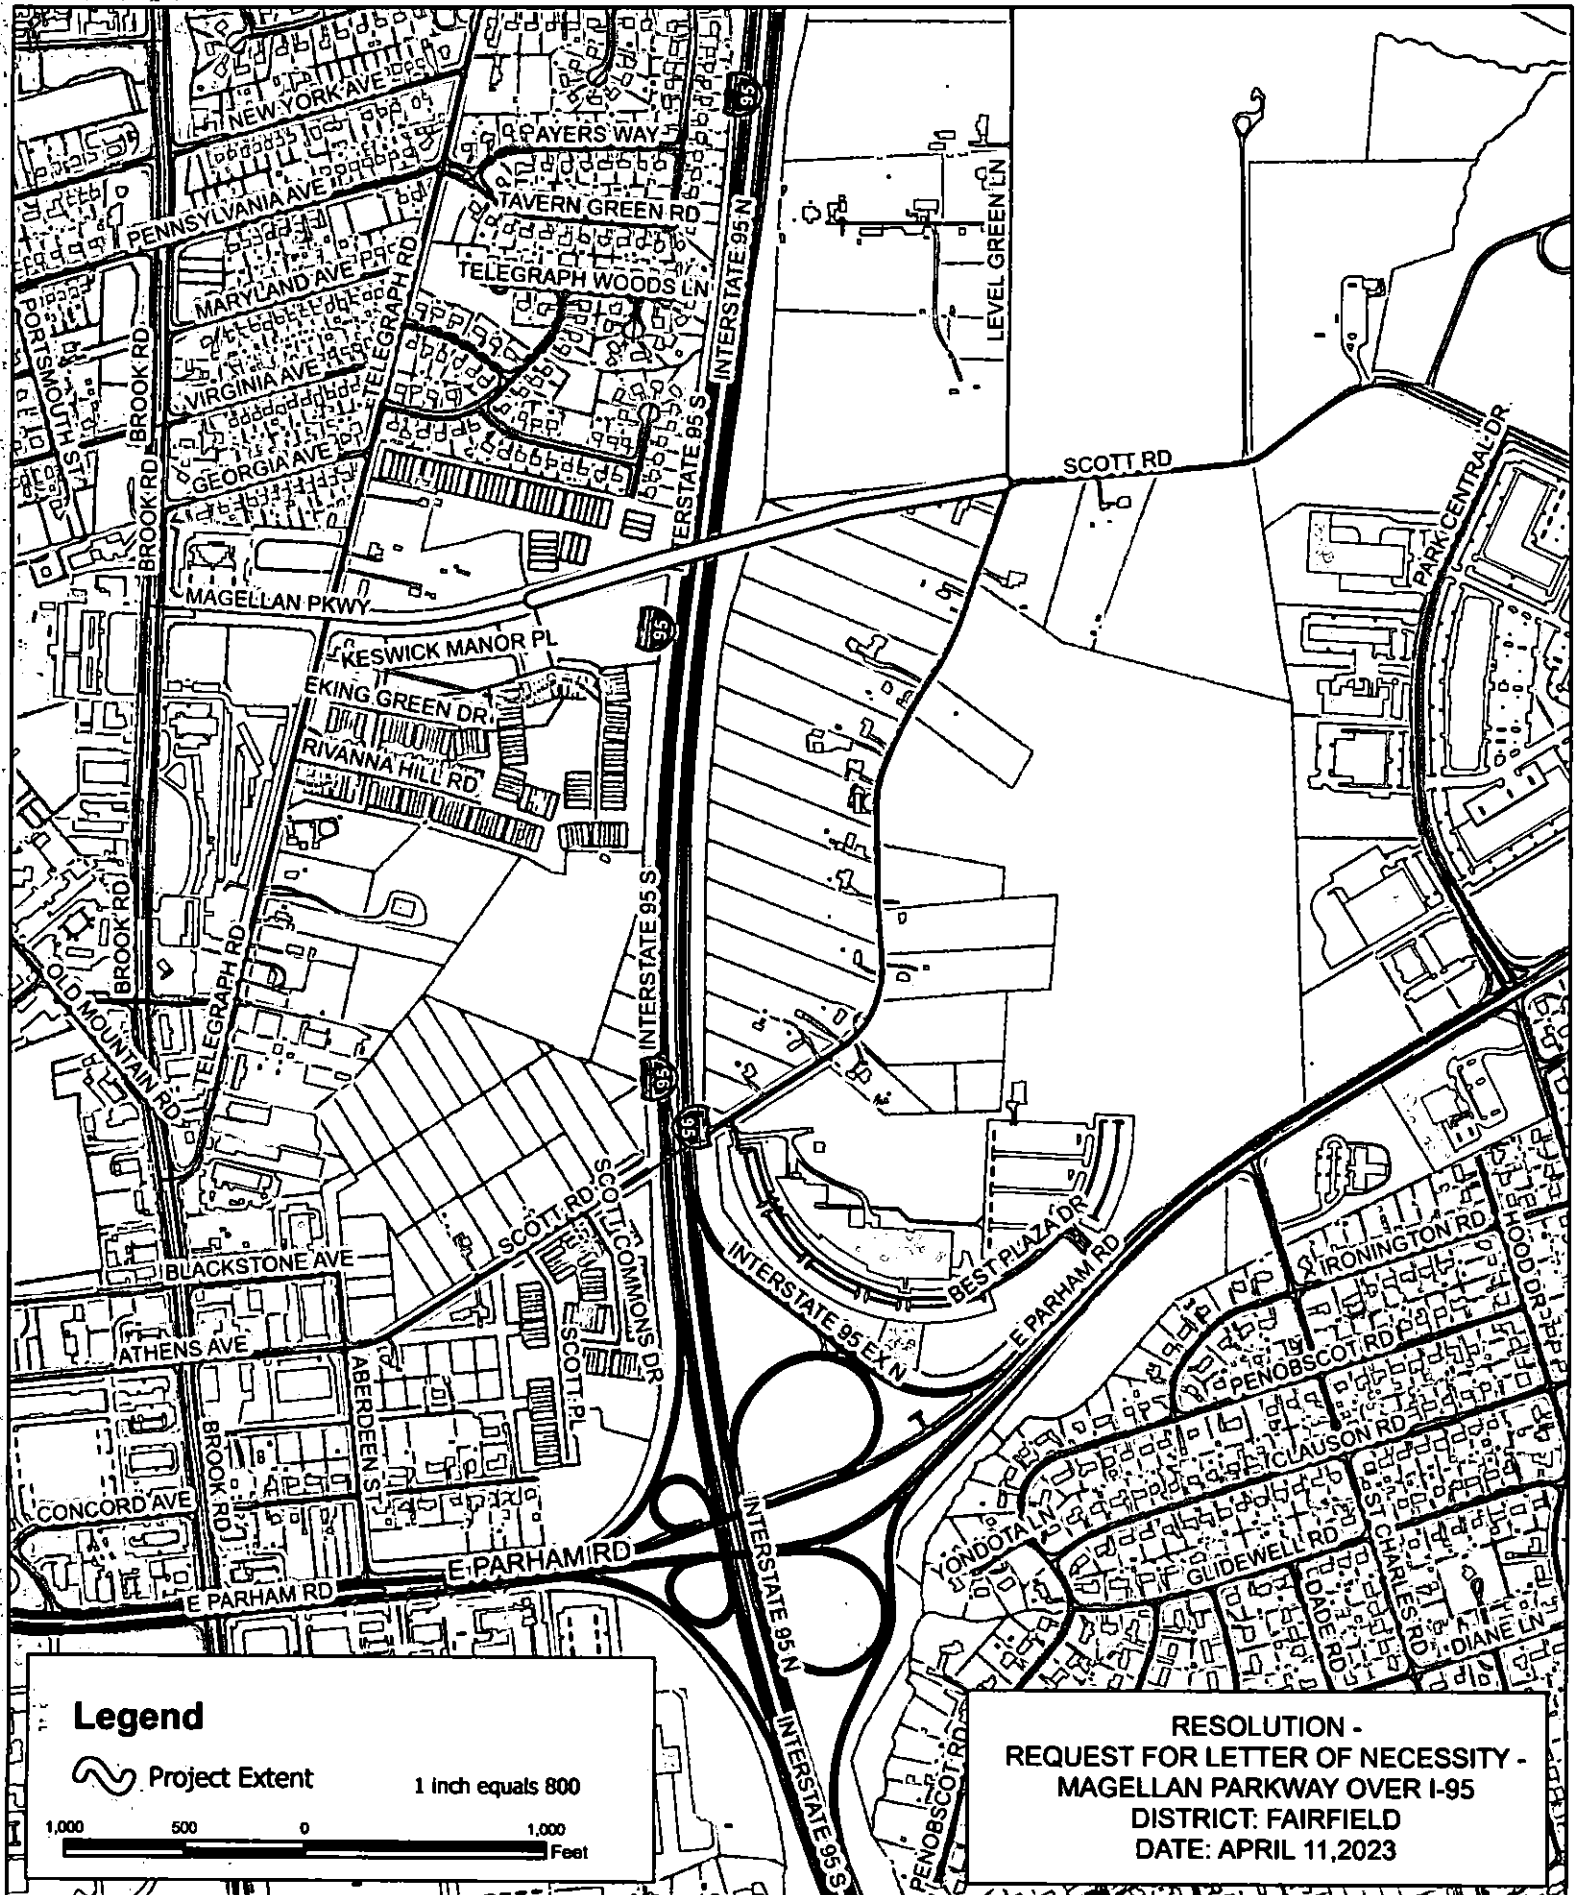 NEW YORK AVE
95
AYERS WAY
PENNSYLVANIA AVE
TAVERN GREEN RD
INTERSTATE 95 N
LEVEL GREEN LN
MARYLAND AVE
TELEGRAPH RD
TELEGRAPH WOODS LN
PORTSMOUTH ST
BROOK RD
VIRGINIA AVE
INTERSTATE 95 S
GEORGIA AVE
BROOK RD
SCOTT RD
PARK CENTRAL DR
MAGELLAN PKWY
95
KESWICK MANOR PL
EKING GREEN DR
RIVANNA HILL RD
BROOK RD
INTERSTATE 95 S
OLD MOUNTAIN RD
TELEGRAPH RD
95
95
SCOTT RD
SCOTT COMMONS DR
BLACKSTONE AVE
INTERSTATE 95 EX N
BEST PLAZA DR
E PARHAM RD
IRONINGTON RD
HOOD DR
ATHENS AVE
ABERDEEN ST
SCOTT PL
PENOBSCOT RD
CLAUSON RD
BROOK RD
CONCORD AVE
INTERSTATE 95 N
E PARHAM RD
E PARHAM RD
YONDOTA LN
GLIDEWELL RD
ST CHARLES RD
DADE RD
DIANE LN
INTERSTATE 95 S
PENOBSCOT RD
Legend
Project Extent
1 inch equals 800
1,000 500 0 1,000
Feet
RESOLUTION -
REQUEST FOR LETTER OF NECESSITY -
MAGELLAN PARKWAY OVER I-95
DISTRICT: FAIRFIELD
DATE: APRIL 11,2023